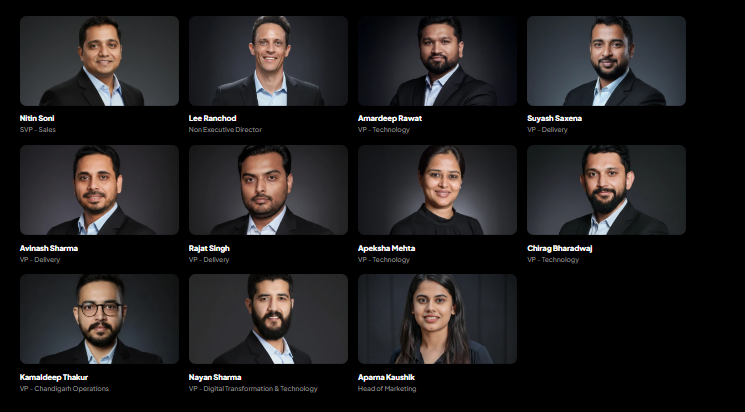 Nitin Soni
SVP - Sales
Lee Ranchod
Non Executive Director
Amardeep Rawat
VP - Technology
Suyash Saxena
VP - Delivery
Avinash Sharma
VP - Delivery
Rajat Singh
VP - Delivery
Apeksha Mehta
VP - Technology
Chirag Bharadwaj
VP - Technology
Kamaldeep Thakur
VP - Chandigarh Operations
Nayan Sharma
VP - Digital Transformation & Technology
Aparna Kaushik
Head of Marketing